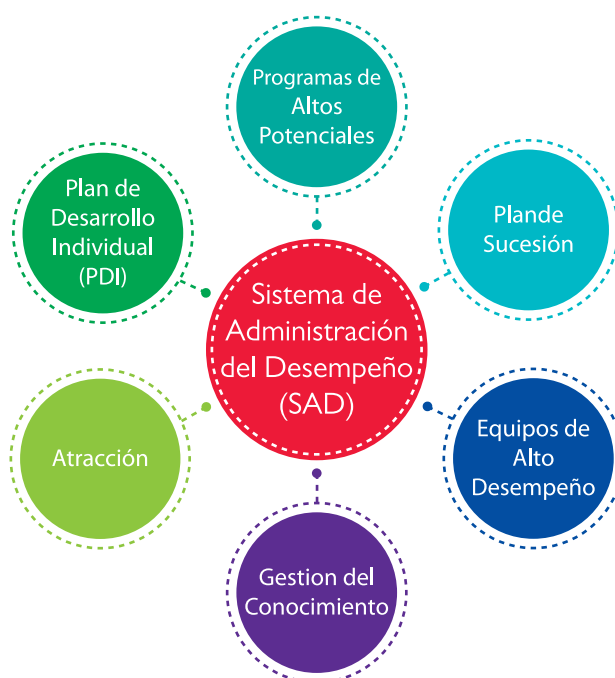 Programas de
Altos
Potenciales
Plan de
Desarrollo
Individual
(PDI)
Plande
Sucesión
Sistema de
Administración
del Desempeño
(SAD)
Atracción
Equipos de
Alto
Desempeño
Gestion del
Conocimiento